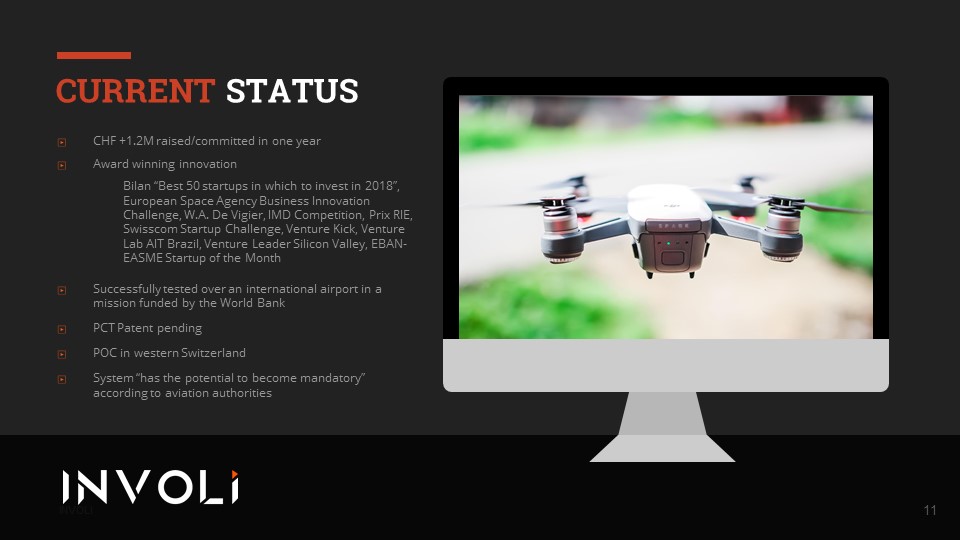 CURRENT STATUS
CHF +1.2M raised/committed in one year
Award winning innovation
Bilan “Best 50 startups in which to invest in 2018”,
European Space Agency Business Innovation
Challenge, W.A. De Vigier, IMD Competition, Prix RIE,
Swisscom Startup Challenge, Venture Kick, Venture
Lab AIT Brazil, Venture Leader Silicon Valley, EBAN-
EASME Startup of the Month
Successfully tested over an international airport in a
mission funded by the World Bank
PCT Patent pending
POC in western Switzerland
System “has the potential to become mandatory”
according to aviation authorities
SPARK
INVOLI
INVOLI
11